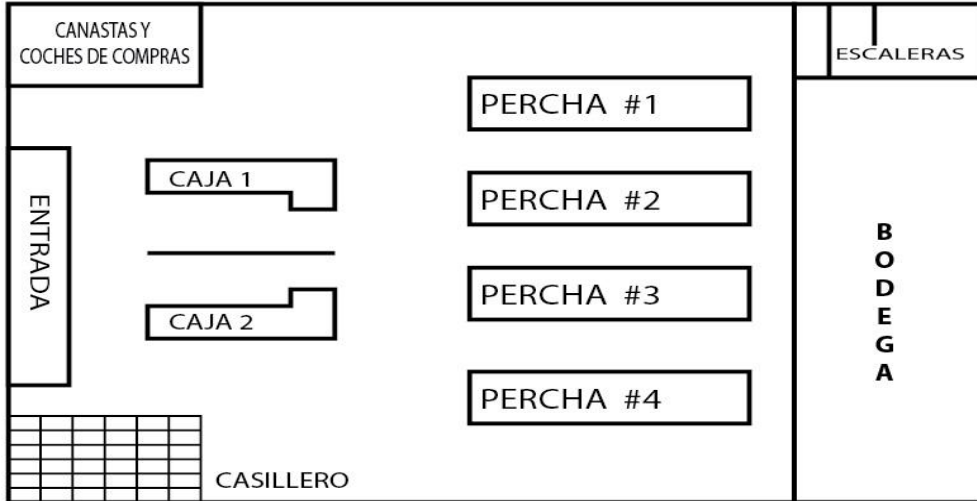 CANASTAS Y
COCHES DE COMPRAS
ESCALERAS
PERCHA #1
CAJA 1
PERCHA #2
ENTRADA
BODEGA
PERCHA #3
CAJA 2
PERCHA #4
CASILLERO